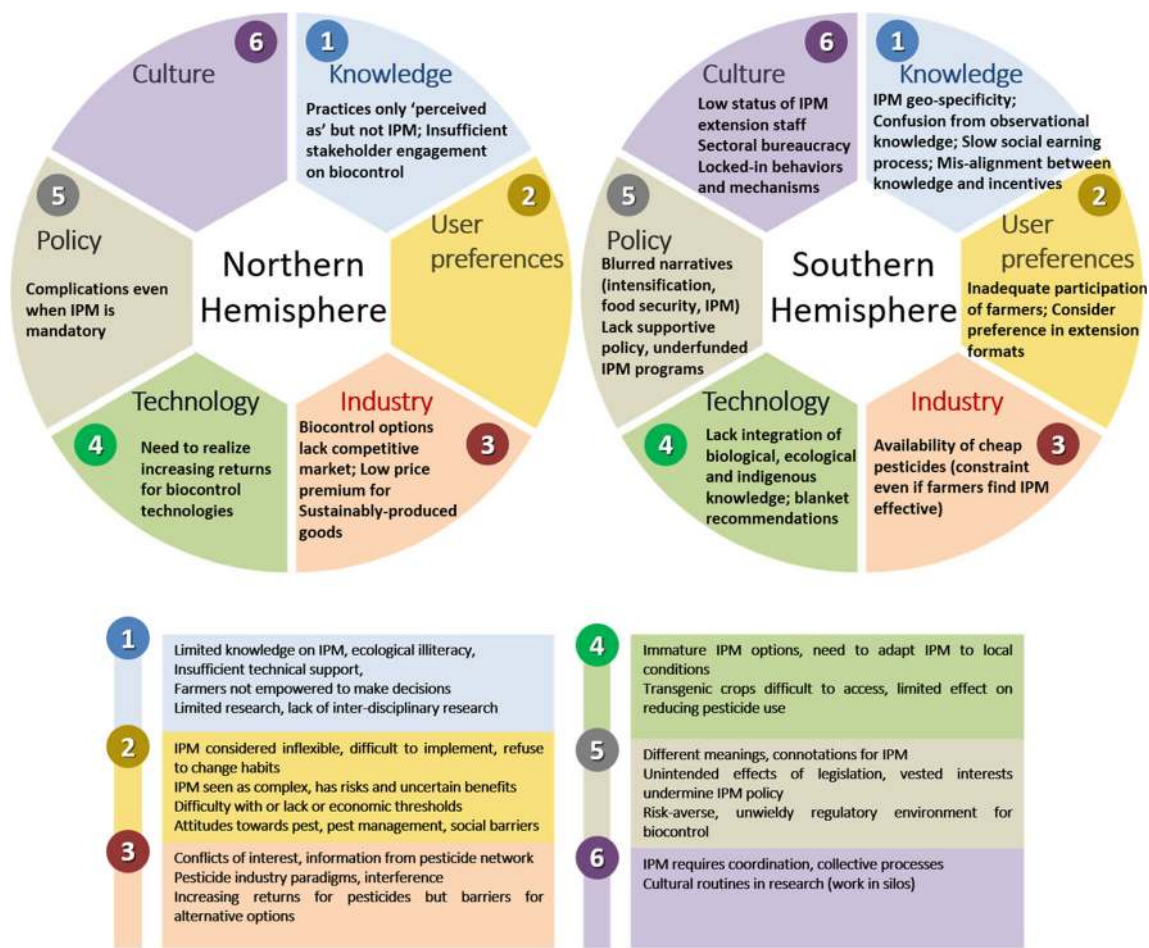 6
Culture
1
Knowledge
Practices only ‘perceived
as’ but not IPM; Insufficient
stakeholder engagement
on biocontrol
2
User
preferences
5
Policy
Complications even
when IPM is
mandatory
Northern
Hemisphere
Technology
4
Need to realize
increasing returns
for biocontrol
technologies
Industry
3
Biocontrol options
lack competitive
market; Low price
premium for
Sustainably-produced
goods
6
Culture
Low status of IPM
extension staff
Sectoral bureaucracy
Locked-in behaviors
and mechanisms
1
Knowledge
IPM geo-specificity;
Confusion from observational
knowledge; Slow social earning
process; Mis-alignment between
knowledge and incentives
2
User
preferences
Inadequate participation
of farmers; Consider
preference in extension
formats
5
Policy
Blurred narratives
(intensification,
food security, IPM)
Lack supportive
policy, underfunded
IPM programs
Southern
Hemisphere
Technology
4
Lack integration of
biological, ecological
and indigenous
knowledge; blanket
recommendations
Industry
3
Availability of cheap
pesticides (constraint
even if farmers find IPM
effective)
1
Limited knowledge on IPM, ecological illiteracy,
Insufficient technical support,
Farmers not empowered to make decisions
Limited research, lack of inter-disciplinary research
2
IPM considered inflexible, difficult to implement, refuse
to change habits
IPM seen as complex, has risks and uncertain benefits
Difficulty with or lack or economic thresholds
Attitudes towards pest, pest management, social barriers
3
Conflicts of interest, information from pesticide network
Pesticide industry paradigms, interference
Increasing returns for pesticides but barriers for
alternative options
4
Immature IPM options, need to adapt IPM to local
conditions
Transgenic crops difficult to access, limited effect on
reducing pesticide use
5
Different meanings, connotations for IPM
Unintended effects of legislation, vested interests
undermine IPM policy
Risk-averse, unwieldy regulatory environment for
biocontrol
6
IPM requires coordination, collective processes
Cultural routines in research (work in silos)